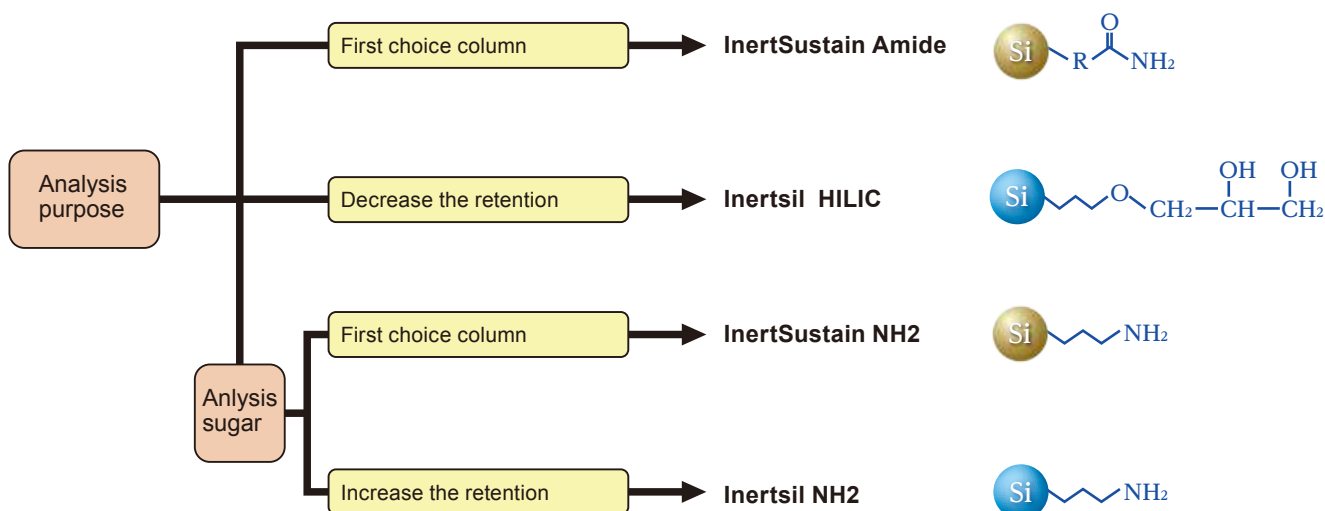 First choice column
InertSustain Amide
Si
R
O
NH₂
Analysis
purpose
Decrease the retention
Inertsil  HILIC
Si
O
CH₂
OH
CH
OH
CH₂
First choice column
InertSustain NH2
Si
NH₂
Anlysis
sugar
Increase the retention
Inertsil NH2
Si
NH₂